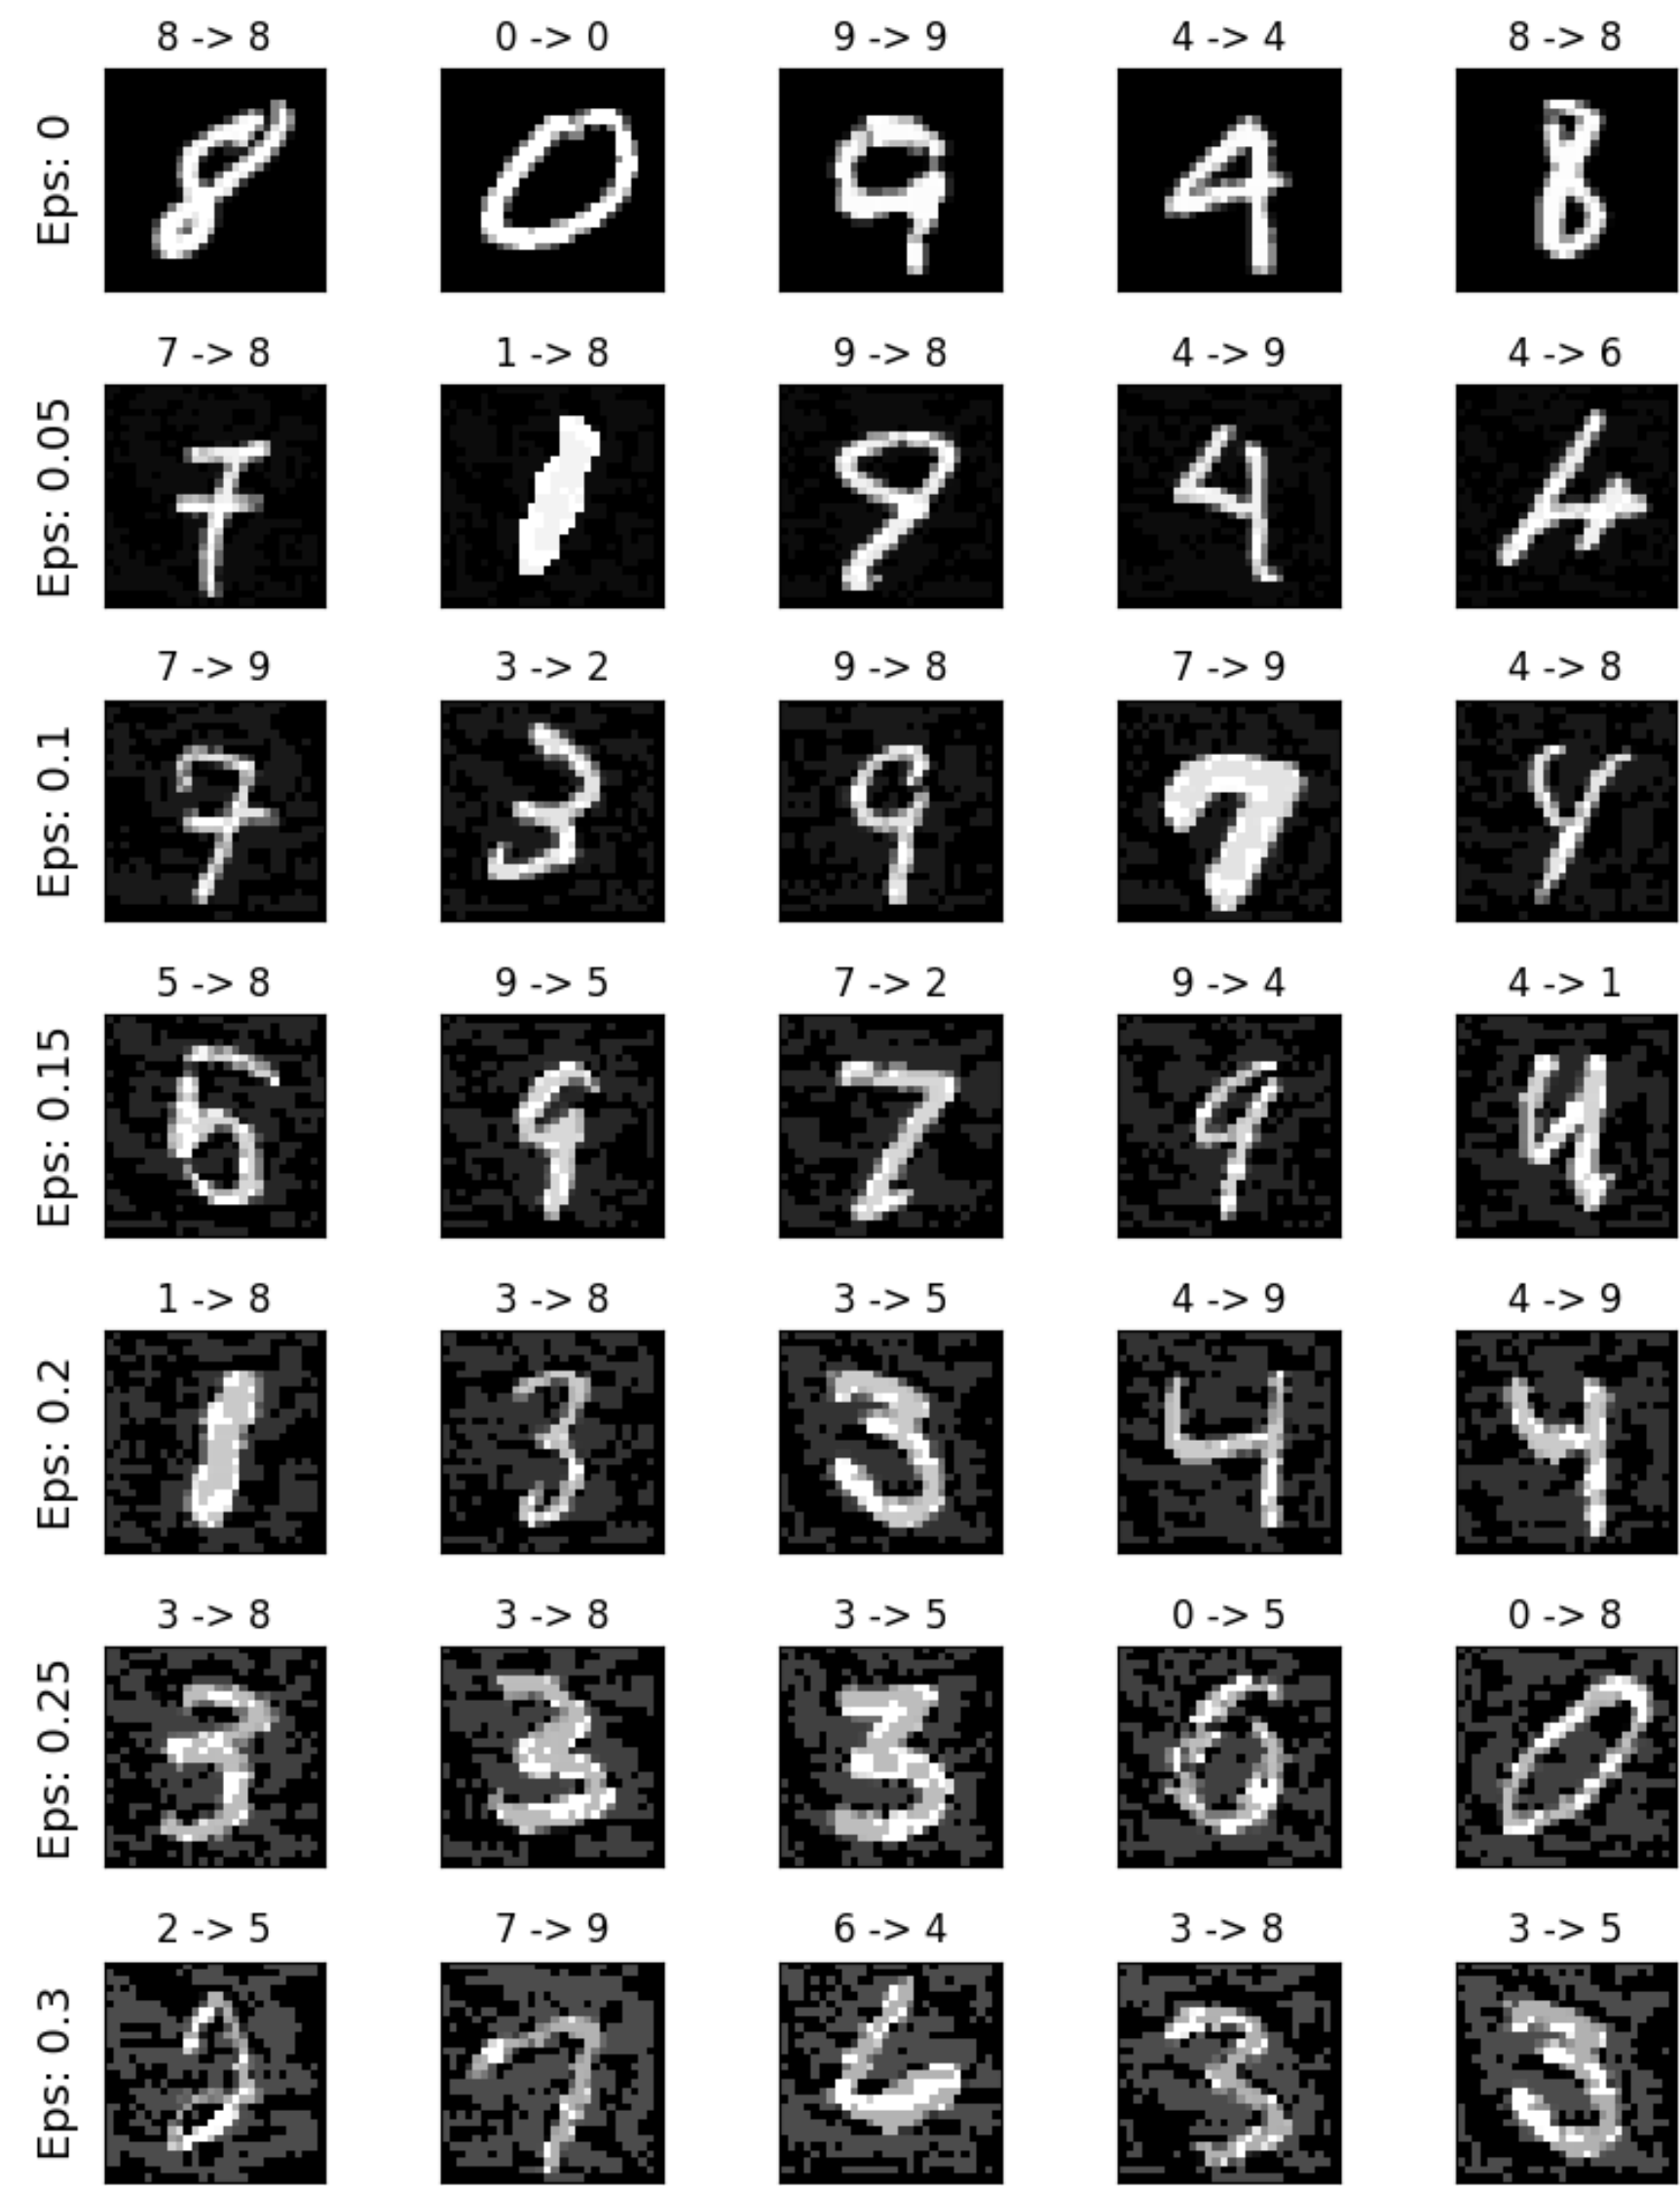 8 -> 8 0 -> 0 9 -> 9 4 -> 4 8 -> 8
Eps: 0
7 -> 8 1 -> 8 9 -> 8 4 -> 9 4 -> 6
Eps: 0.05
7 -> 9 3 -> 2 9 -> 8 7 -> 9 4 -> 8
Eps: 0.1
5 -> 8 9 -> 5 7 -> 2 9 -> 4 4 -> 1
Eps: 0.15
1 -> 8 3 -> 8 3 -> 5 4 -> 9 4 -> 9
Eps: 0.2
3 -> 8 3 -> 8 3 -> 5 0 -> 5 0 -> 8
Eps: 0.25
2 -> 5 7 -> 9 6 -> 4 3 -> 8 3 -> 5
Eps: 0.3